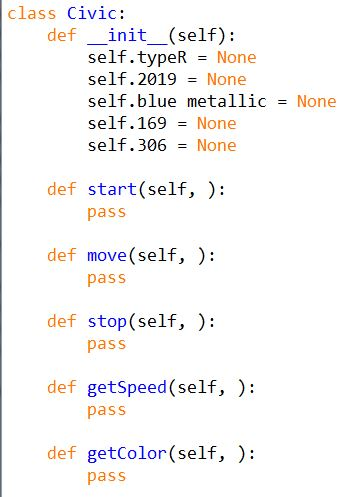 class Civic:
    def __init__(self):
        self.typeR = None
        self.2019 = None
        self.blue metallic = None
        self.169 = None
        self.306 = None
    def start(self, ):
        pass
    def move(self, ):
        pass
    def stop(self, ):
        pass
    def getSpeed(self, ):
        pass
    def getColor(self, ):
        pass